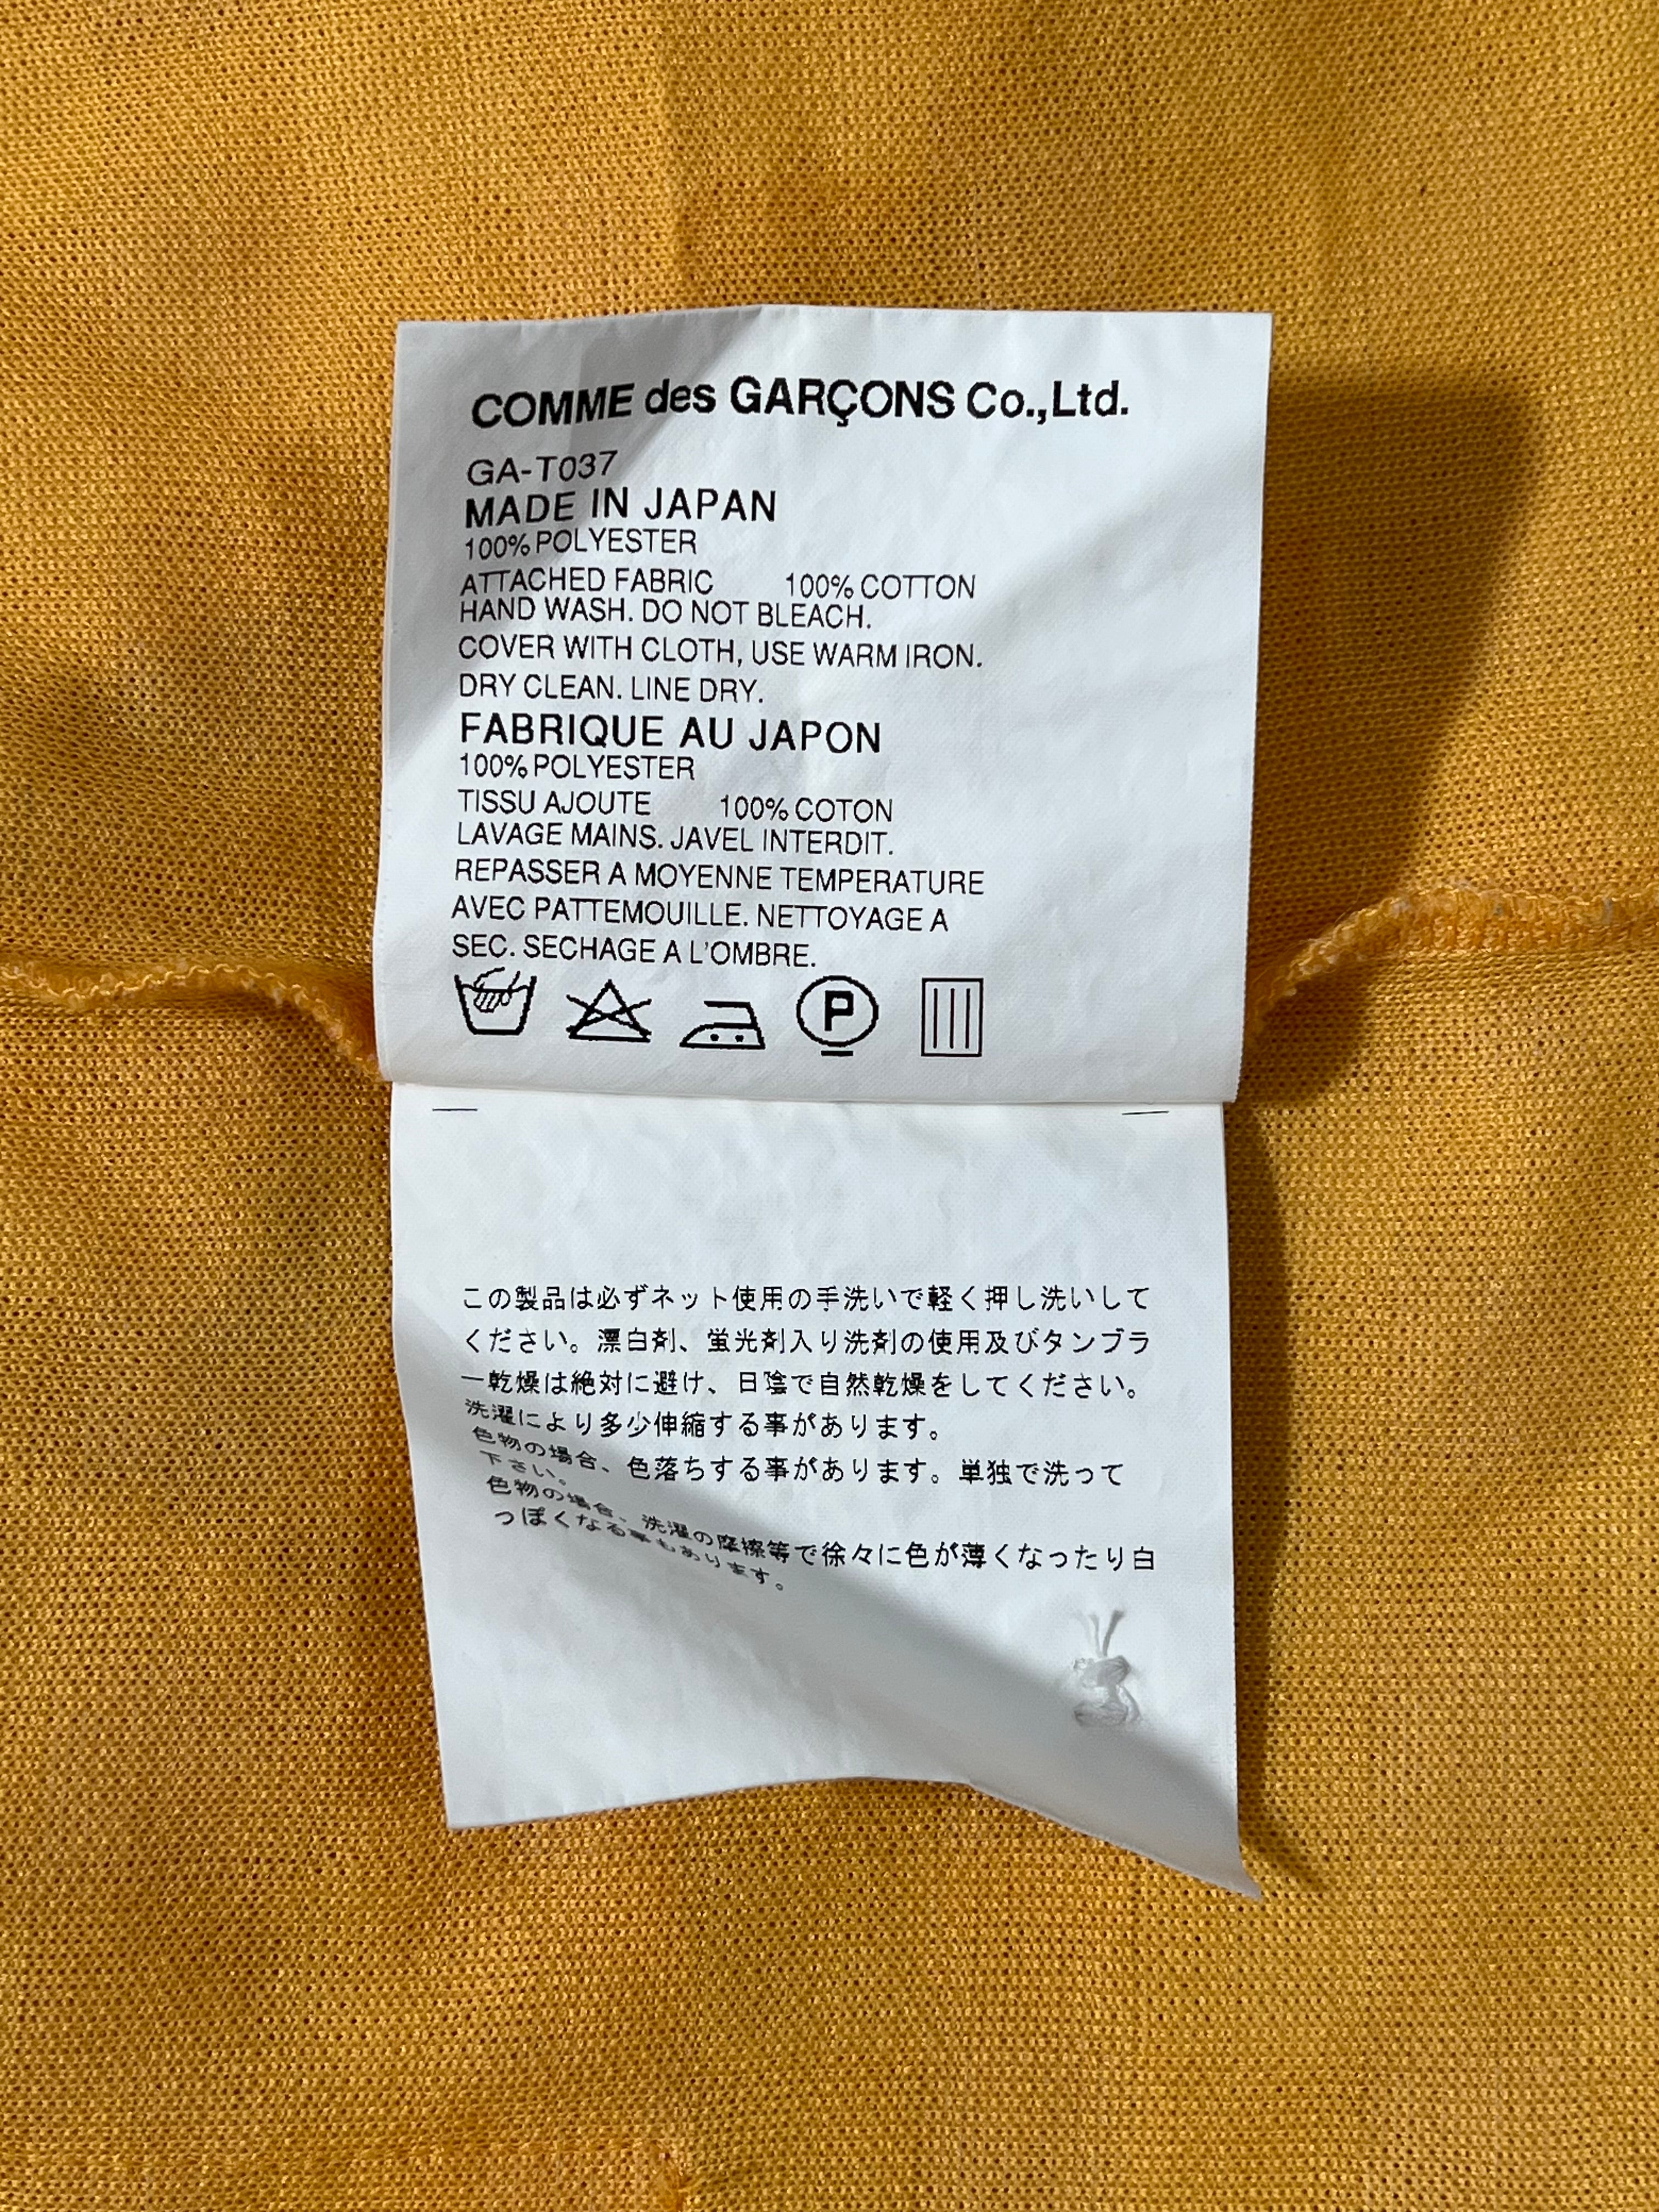 COMME des GARÇONS Co.,Ltd.
GA-T037
MADE IN JAPAN
100% POLYESTER
ATTACHED FABRIC 100% COTTON
HAND WASH. DO NOT BLEACH.
COVER WITH CLOTH, USE WARM IRON.
DRY CLEAN. LINE DRY.
FABRIQUE AU JAPON
100% POLYESTER
TISSU AJOUTE 100% COTON
LAVAGE MAINS. JAVEL INTERDIT.
REPASSER A MOYENNE TEMPERATURE
AVEC PATTEMOUILLE. NETTOYAGE A
SEC. SECHAGE A L'OMBRE.
P
この製品は必ずネット使用の手洗いで軽く押し洗いして
ください。漂白剤、蛍光剤入り洗剤の使用及びタンブラ
ー乾燥は絶対に避け、日陰で自然乾燥をしてください。
洗濯により多少伸縮する事があります。
色物の場合、色落ちする事があります。単独で洗って
下さい。
色物の場合、洗濯の摩擦等で徐々に色が薄くなったり白
っぽくなる事もあります。